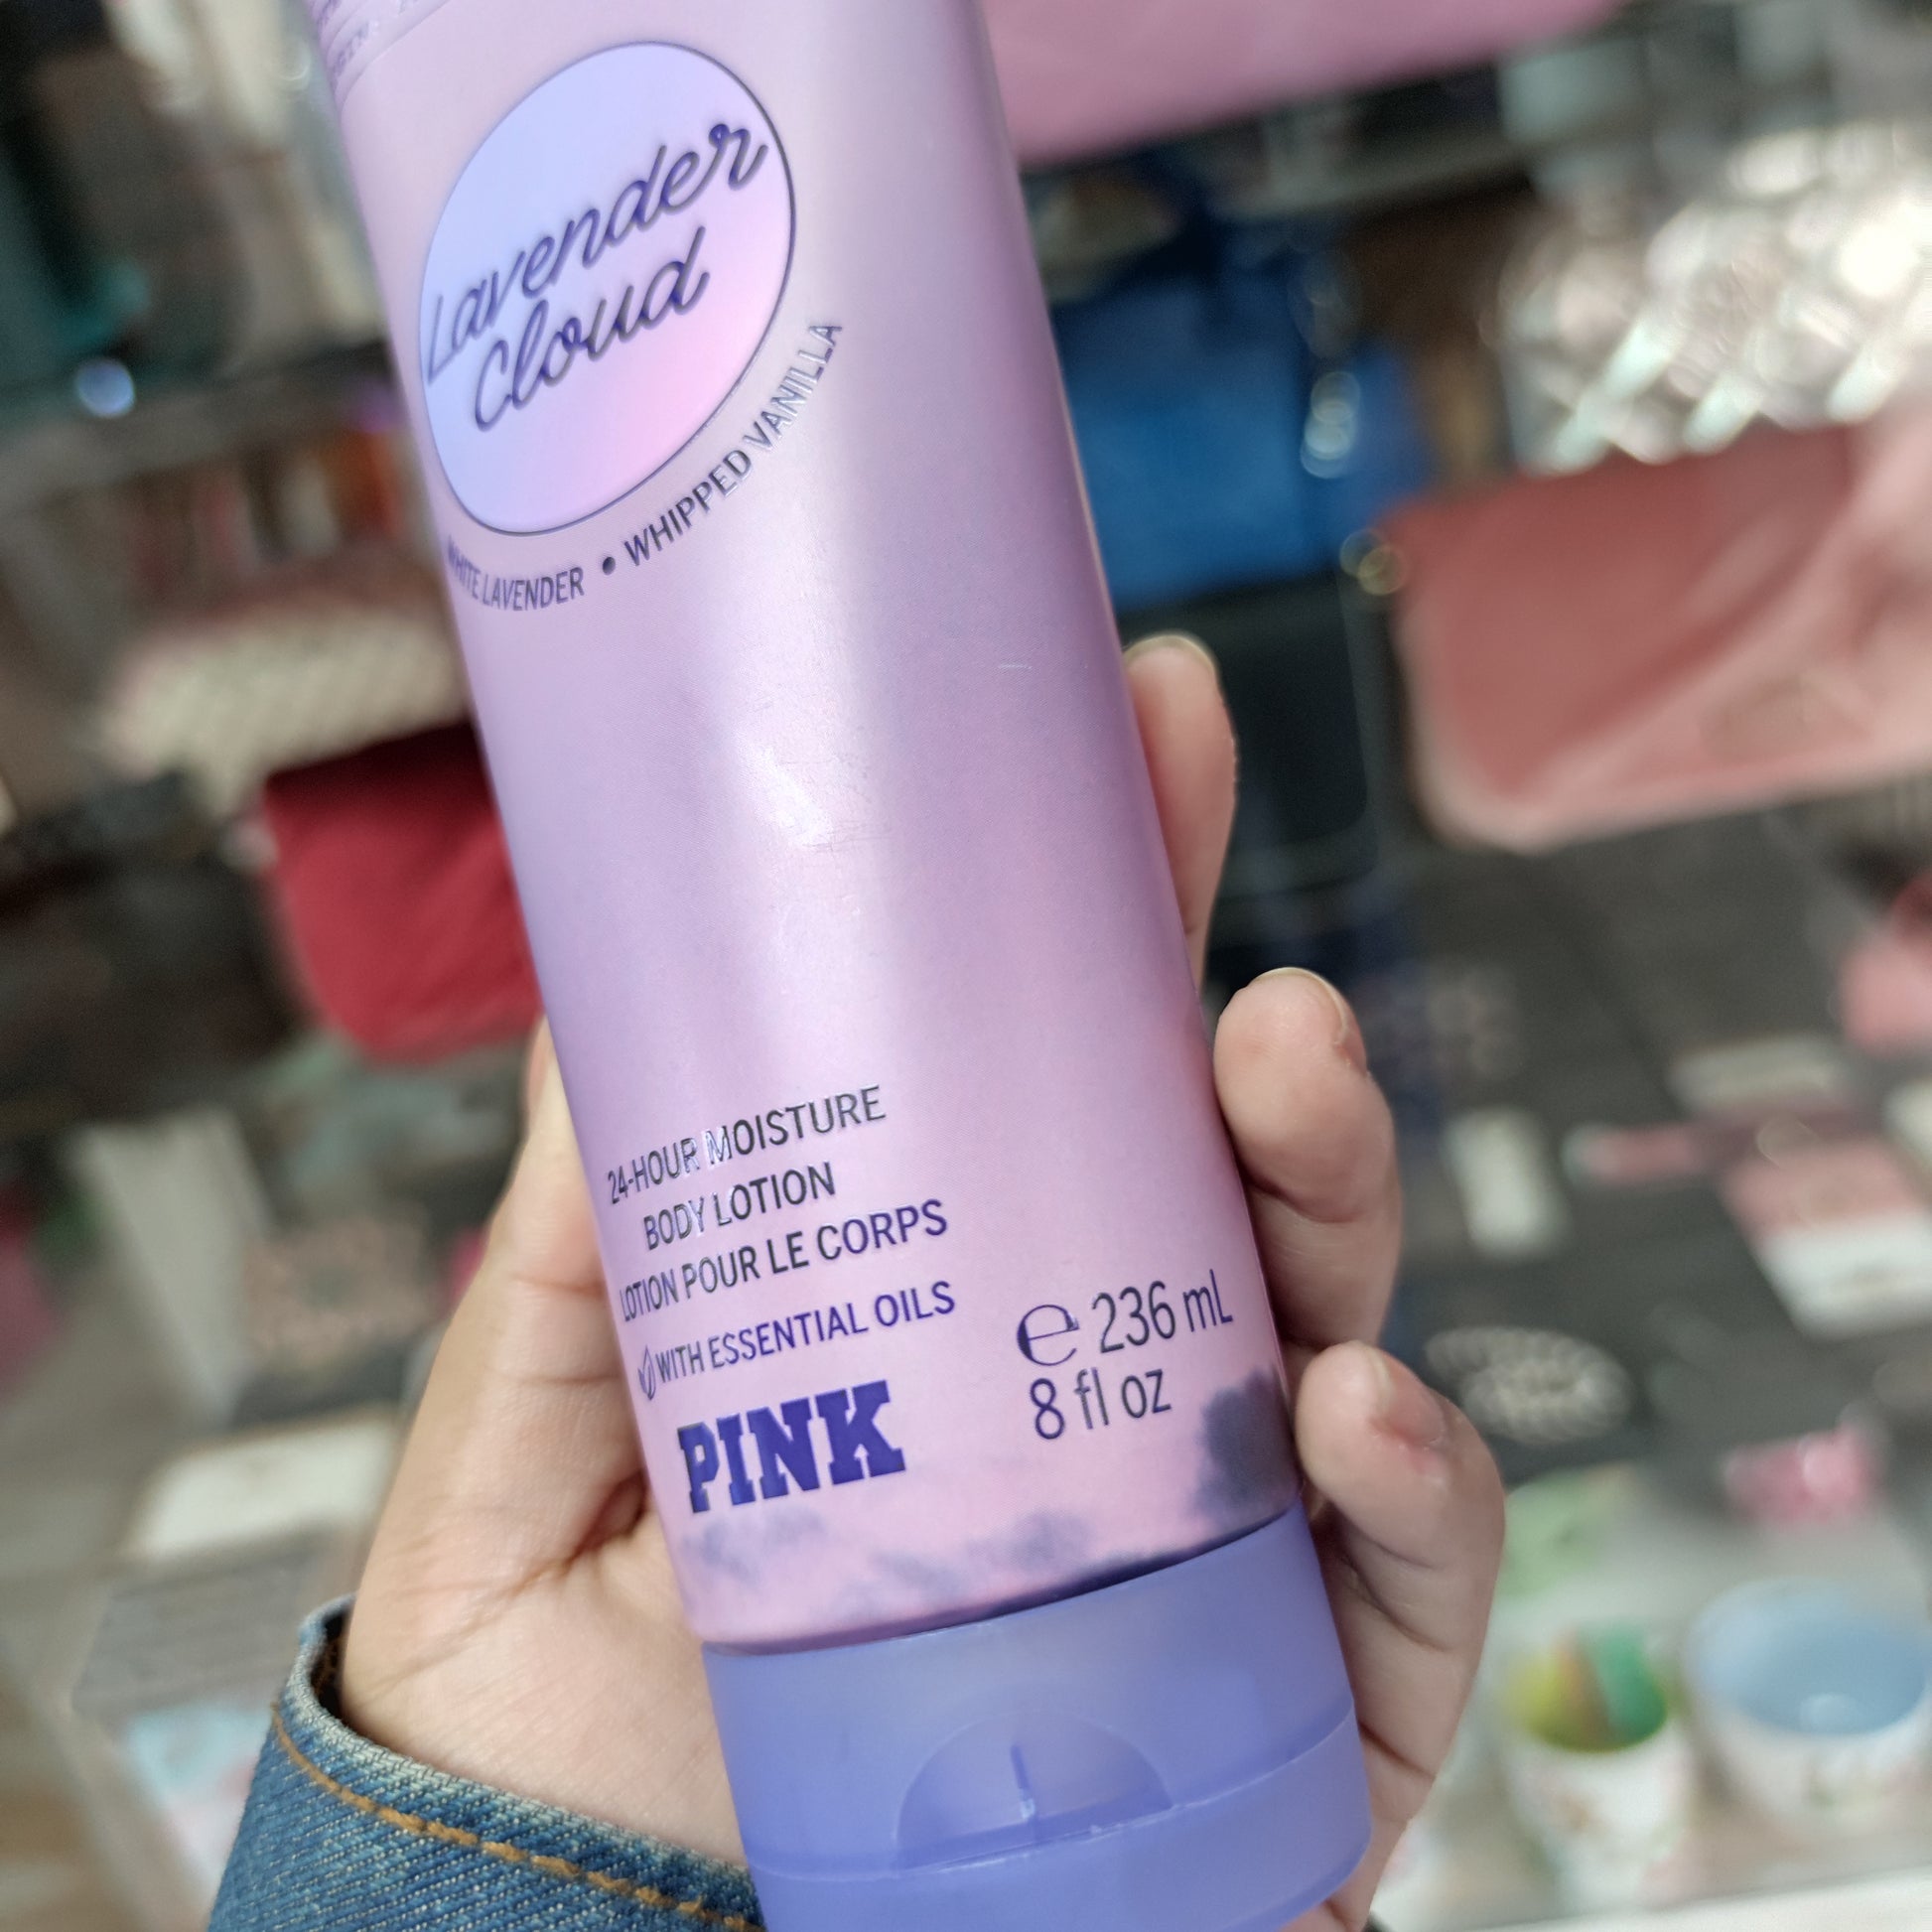 Lavender
Cloud
WHITE LAVENDER • WHIPPED VANILLA
24-HOUR MOISTURE
BODY LOTION
LOTION POUR LE CORPS
WITH ESSENTIAL OILS
PINK
℮ 236 mL
8 fl oz